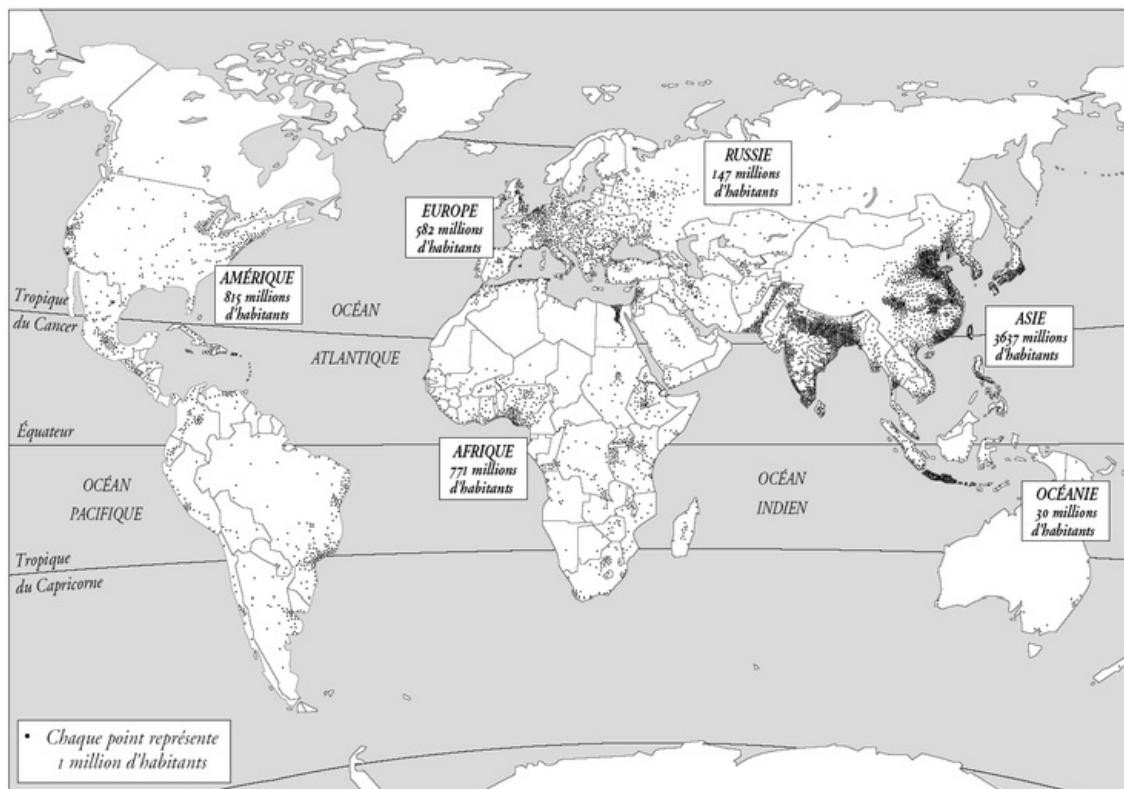 RUSSIE
147 millions
d'habitants
EUROPE
582 millions
d'habitants
AMÉRIQUE
815 millions
d'habitants
Tropique
du Cancer
OCÉAN
ATLANTIQUE
ASIE
3637 millions
d'habitants
Équateur
AFRIQUE
771 millions
d'habitants
OCÉAN
PACIFIQUE
OCÉAN
INDIEN
OCÉANIE
30 millions
d'habitants
Tropique
du Capricorne
• Chaque point représente
1 million d'habitants